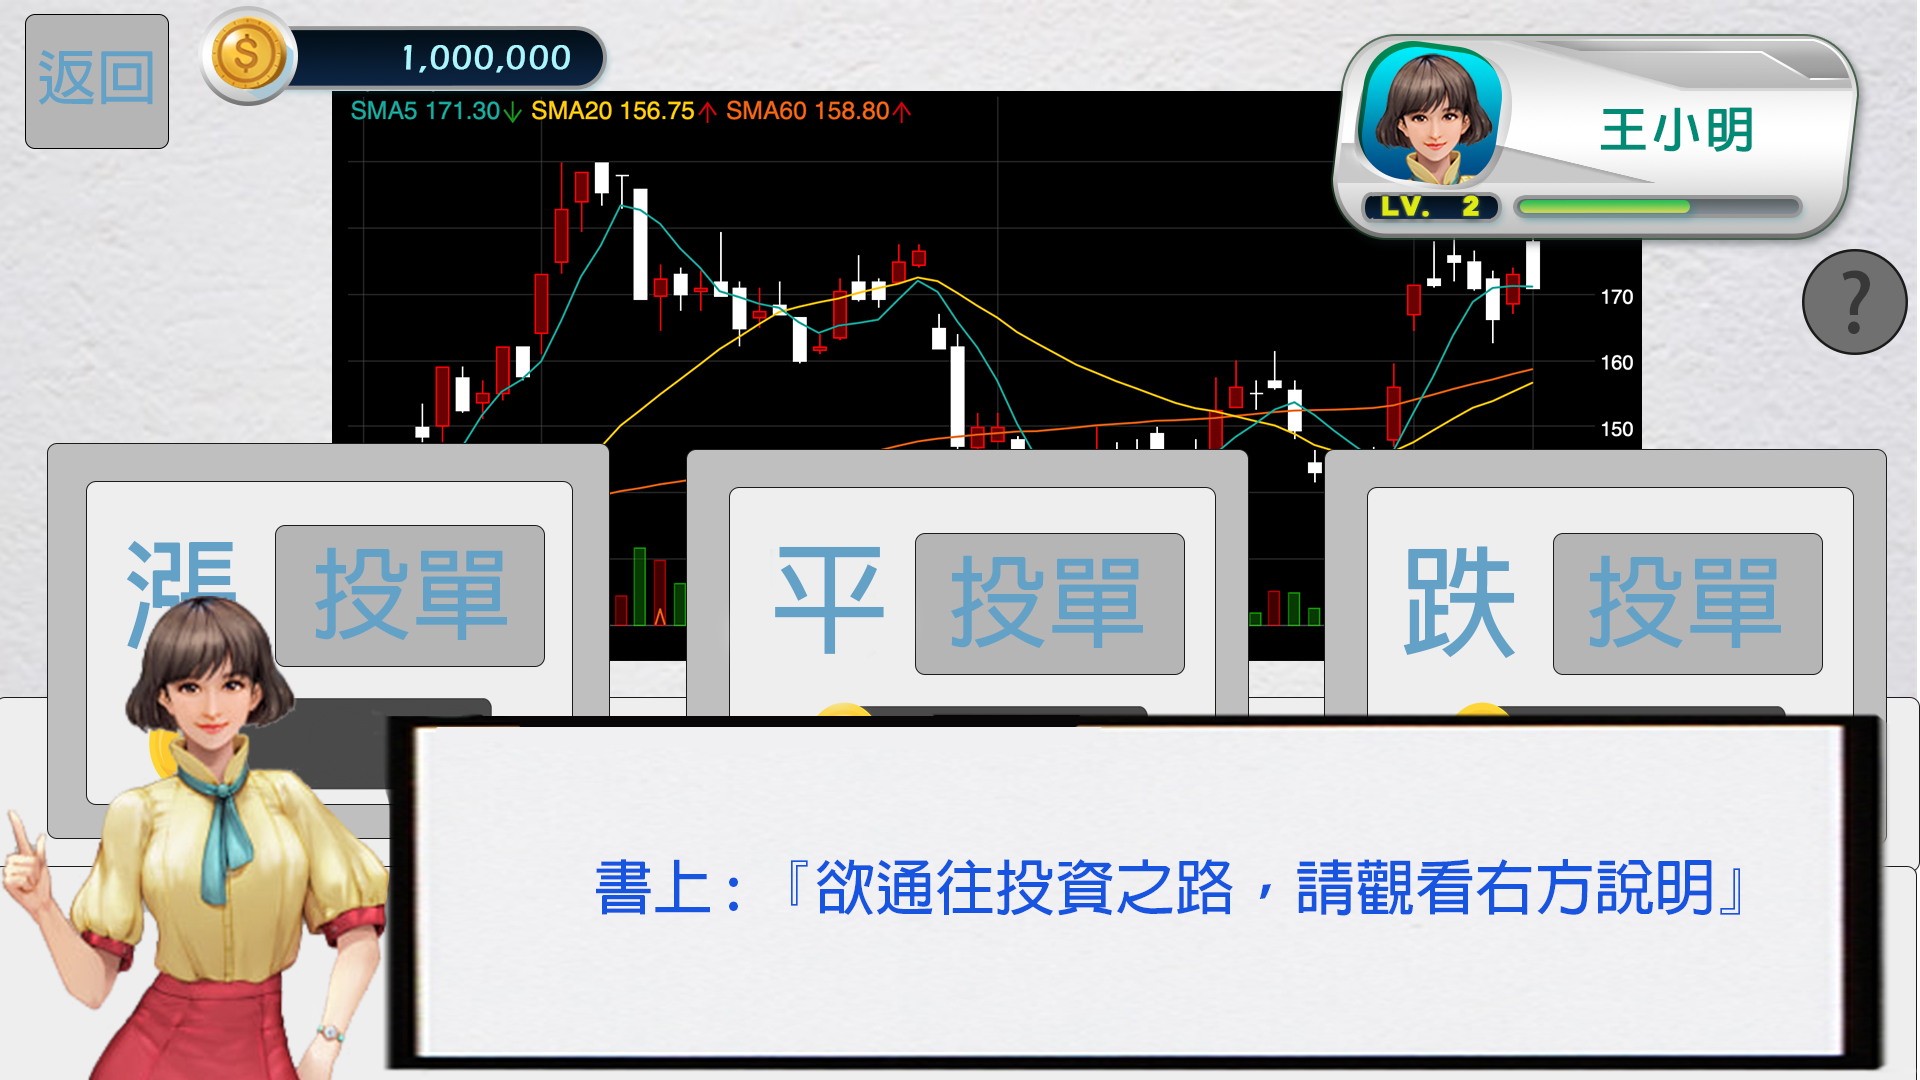 返回
1,000,000
SMA5 171.30↓ SMA20 156.75↑ SMA60 158.80↑
王小明
LV. 2
?
170
160
150
漲 投單
平 投單
跌 投單
書上:『欲通往投資之路,請觀看右方說明』